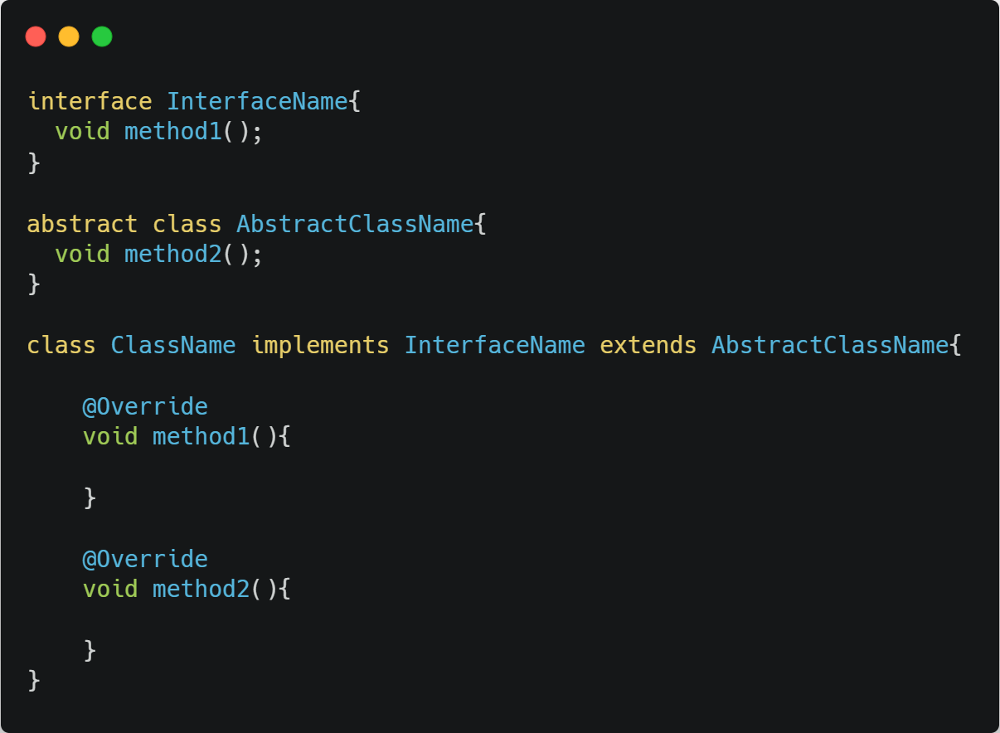 interface InterfaceName{
  void method1();
}
abstract class AbstractClassName{
  void method2();
}
class ClassName implements InterfaceName extends AbstractClassName{
    @Override
    void method1(){
    }
    @Override
    void method2(){
    }
}